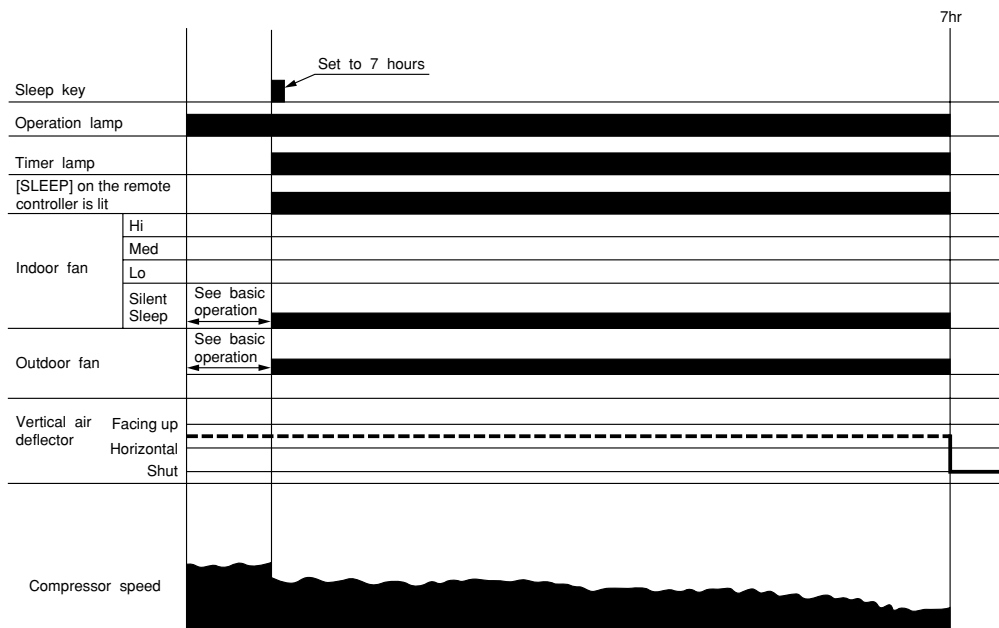 7hr
Set to 7 hours
Sleep key
Operation lamp
Timer lamp
[SLEEP] on the remote
controller is lit
Indoor fan
Hi
Med
Lo
Silent
Sleep
See basic
operation
Outdoor fan
See basic
operation
Vertical air
deflector
Facing up
Horizontal
Shut
Compressor speed